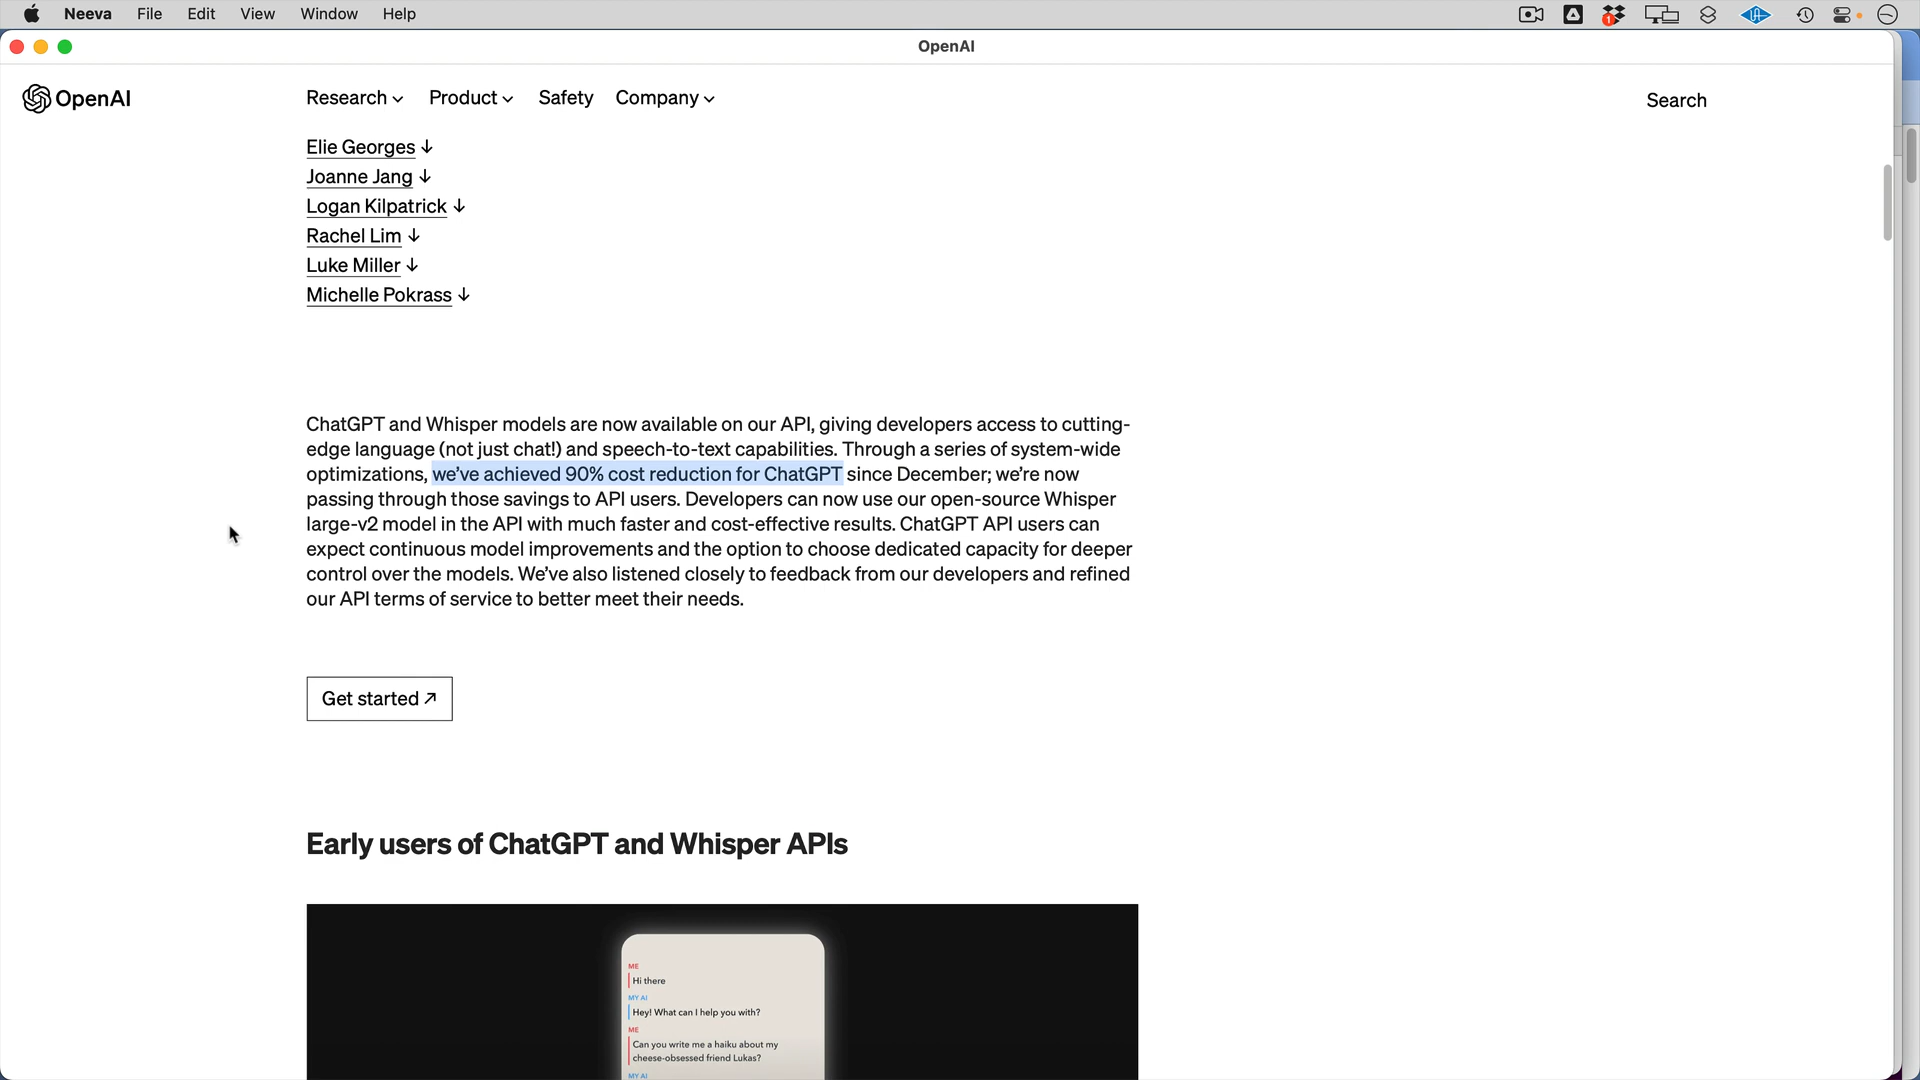 Neeva File Edit View Window Help
1
OpenAI
OpenAI
Research Product Safety Company
Search
Elie Georges ↓
Joanne Jang ↓
Logan Kilpatrick ↓
Rachel Lim ↓
Luke Miller ↓
Michelle Pokrass ↓
ChatGPT and Whisper models are now available on our API, giving developers access to cutting-
edge language (not just chat!) and speech-to-text capabilities. Through a series of system-wide
optimizations, we’ve achieved 90% cost reduction for ChatGPT since December; we’re now
passing through those savings to API users. Developers can now use our open-source Whisper
large-v2 model in the API with much faster and cost-effective results. ChatGPT API users can
expect continuous model improvements and the option to choose dedicated capacity for deeper
control over the models. We’ve also listened closely to feedback from our developers and refined
our API terms of service to better meet their needs.
Get started ↗
Early users of ChatGPT and Whisper APIs
ME
Hi there
MY AI
Hey! What can I help you with?
ME
Can you write me a haiku about my
cheese-obsessed friend Lukas?
MY AI